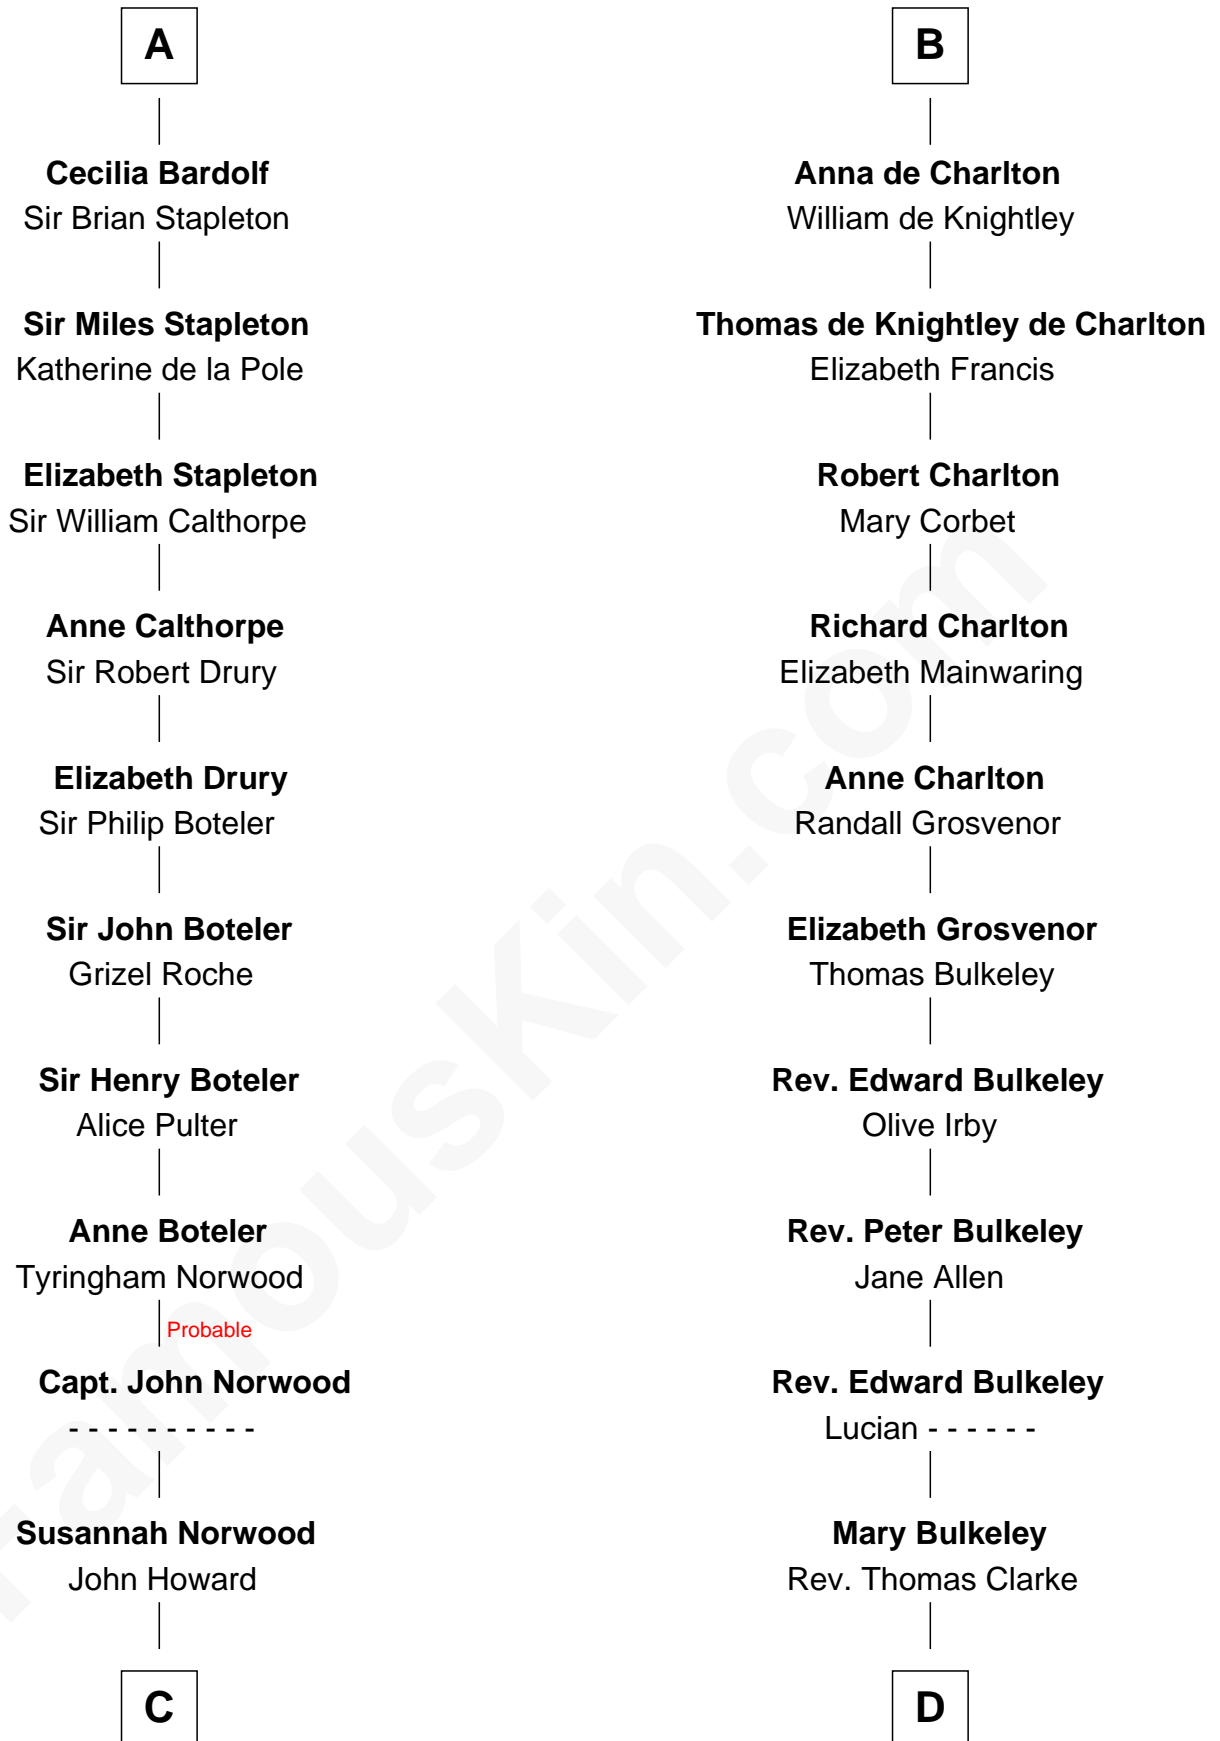 A
Cecilia Bardolf
Sir Brian Stapleton
Sir Miles Stapleton
Katherine de la Pole
Elizabeth Stapleton
Sir William Calthorpe
Anne Calthorpe
Sir Robert Drury
Elizabeth Drury
Sir Philip Boteler
Sir John Boteler
Grizel Roche
Sir Henry Boteler
Alice Pulter
Anne Boteler
Tyringham Norwood
Probable
Capt. John Norwood
- - - - - - - - - -
Susannah Norwood
John Howard
C
B
Anna de Charlton
William de Knightley
Thomas de Knightley de Charlton
Elizabeth Francis
Robert Charlton
Mary Corbet
Richard Charlton
Elizabeth Mainwaring
Anne Charlton
Randall Grosvenor
Elizabeth Grosvenor
Thomas Bulkeley
Rev. Edward Bulkeley
Olive Irby
Rev. Peter Bulkeley
Jane Allen
Rev. Edward Bulkeley
Lucian - - - - - -
Mary Bulkeley
Rev. Thomas Clarke
D
FamousKin.com